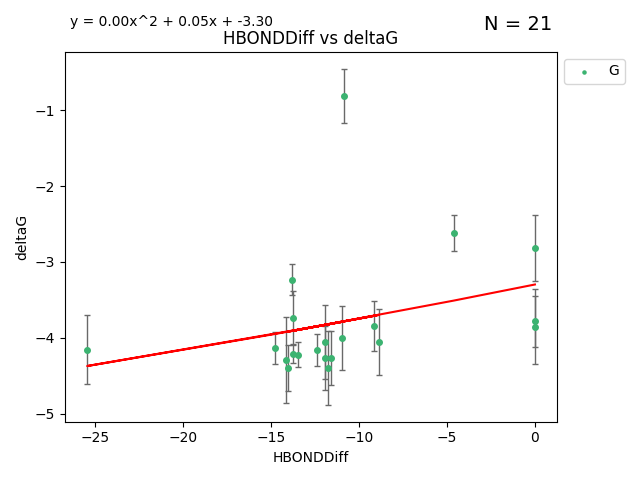 y = 0.00x^2 + 0.05x + -3.30
N = 21
HBONDDiff vs deltaG
G
deltaG
−1
−2
−3
−4
−5
−25
−20
−15
−10
−5
0
HBONDDiff